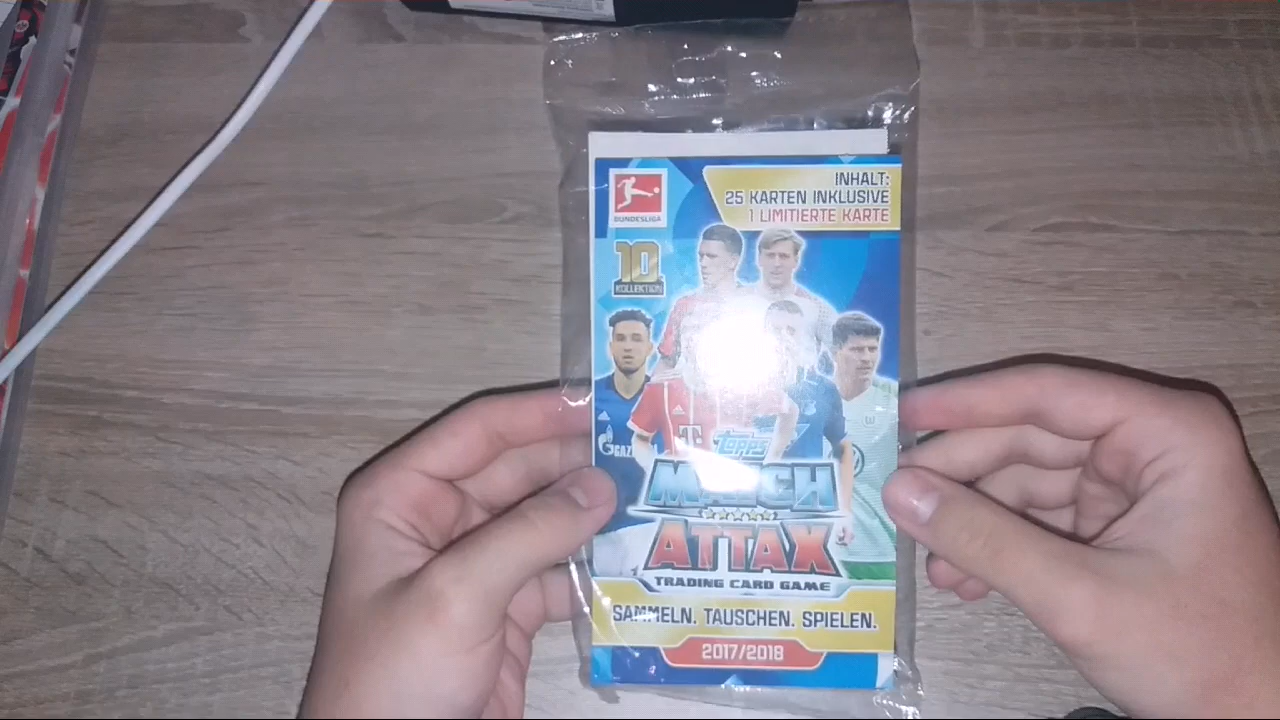 BUNDESLIGA
INHALT:
25 KARTEN INKLUSIVE
1 LIMITIERTE KARTE
10
KOLLEKTION
GAZ
T
topps
MATCH
ATTAX
TRADING CARD GAME
SAMMELN. TAUSCHEN. SPIELEN.
2017/2018